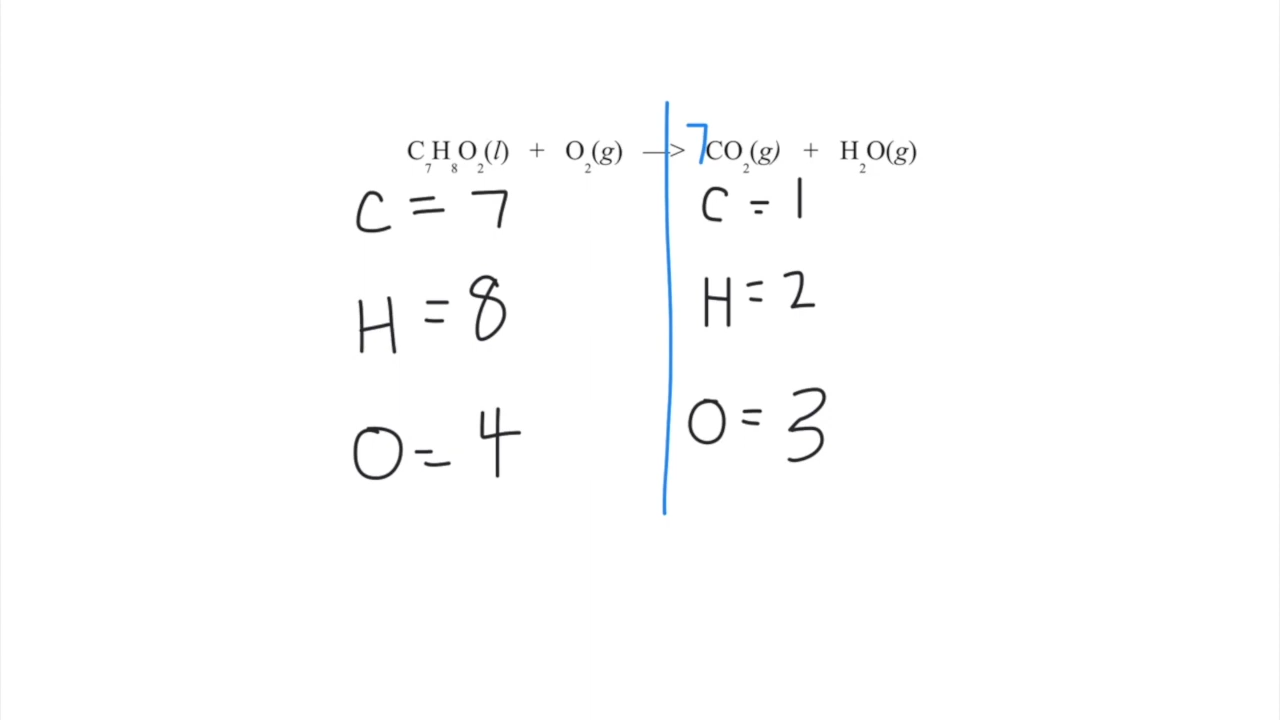 C₇H₈O₂(l) + O₂(g) —> 7CO₂(g) + H₂O(g)
C = 7
C = 1
H = 8
H = 2
O = 4
O = 3